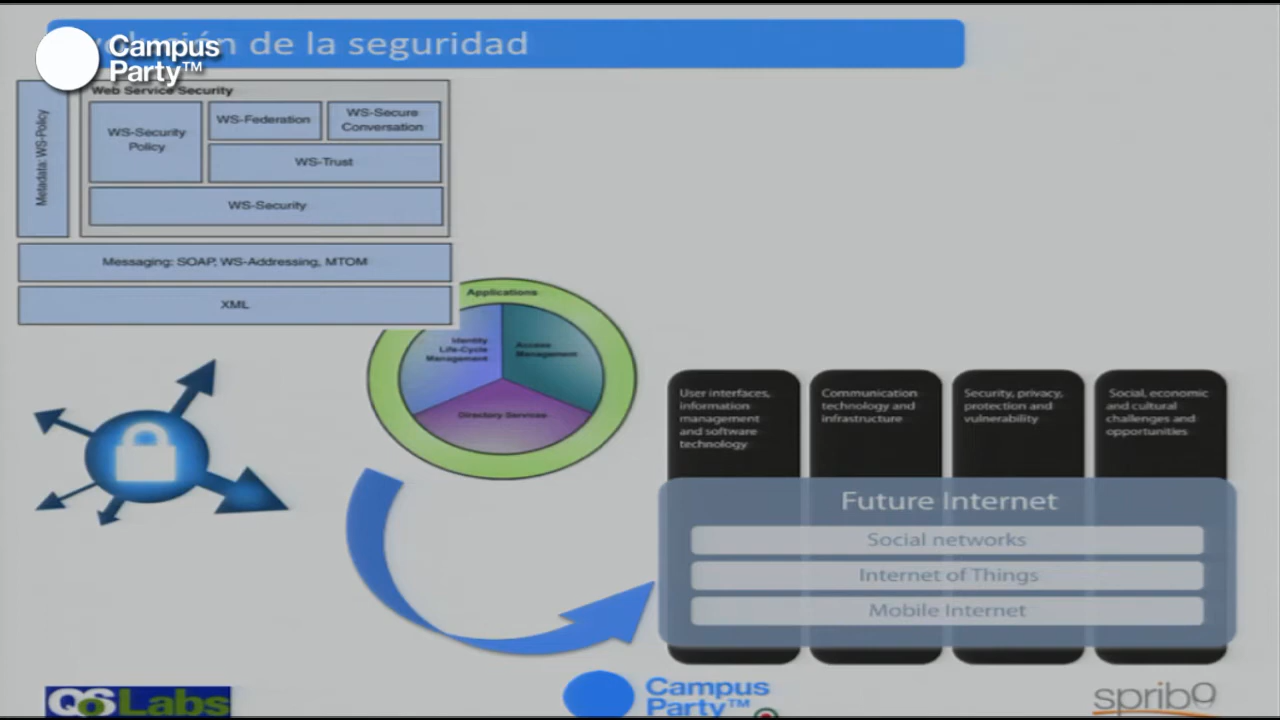 Evolución de la seguridad
Campus
Party™
Web Service Security
Metadata: WS-Policy
WS-Security
Policy
WS-Federation
WS-Secure
Conversation
WS-Trust
WS-Security
Messaging: SOAP, WS-Addressing, MTOM
XML
Applications
Identity
Life-Cycle
Management
Access
Management
Directory Services
User interfaces,
information
management
and software
technology
Communication
technology and
infrastructure
Security, privacy,
protection and
vulnerability
Social, economic
and cultural
challenges and
opportunities
Future Internet
Social networks
Internet of Things
Mobile Internet
QoSLabs
Campus
Party™
spribo